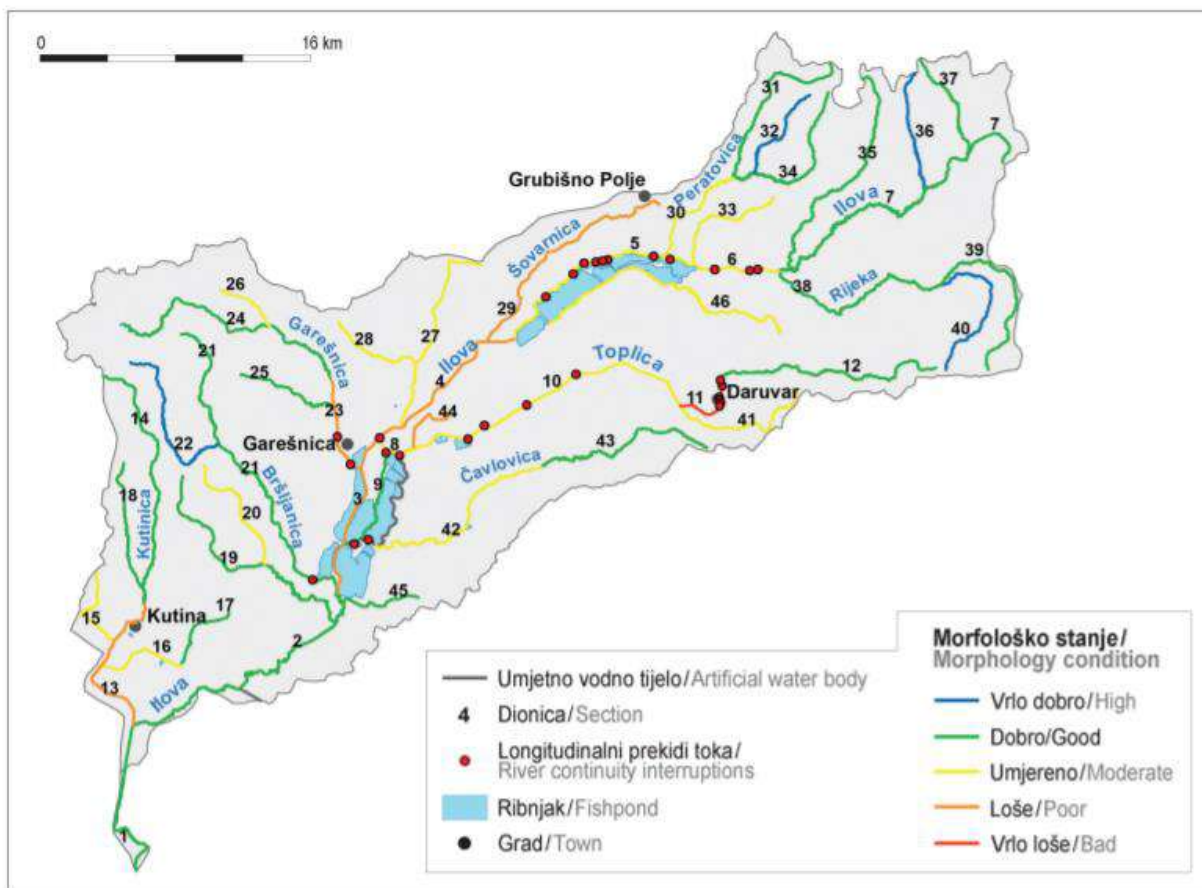 0 16 km
31
37
32
36
7
35
34
Peratovica
Grubišno Polje
Ilova
7
30
33
Šovarnica
5
39
6
38
Rijeka
26
29
46
40
24
Garešnica
28
27
21
Ilova
Toplica
12
25
4
10
14
23
44
11
Daruvar
41
22
Garešnica
8
43
21
Čavlovica
18
Kutinica
Bršljanica
3
9
20
42
19
45
17
15
Kutina
2
16
13
Ilova
1
Umjetno vodno tijelo/Artificial water body
4 Dionica/Section
Longitudinalni prekidi toka/
River continuity interruptions
Ribnjak/Fishpond
Grad/Town
Morfološko stanje/
Morphology condition
Vrlo dobro/High
Dobro/Good
Umjereno/Moderate
Loše/Poor
Vrlo loše/Bad